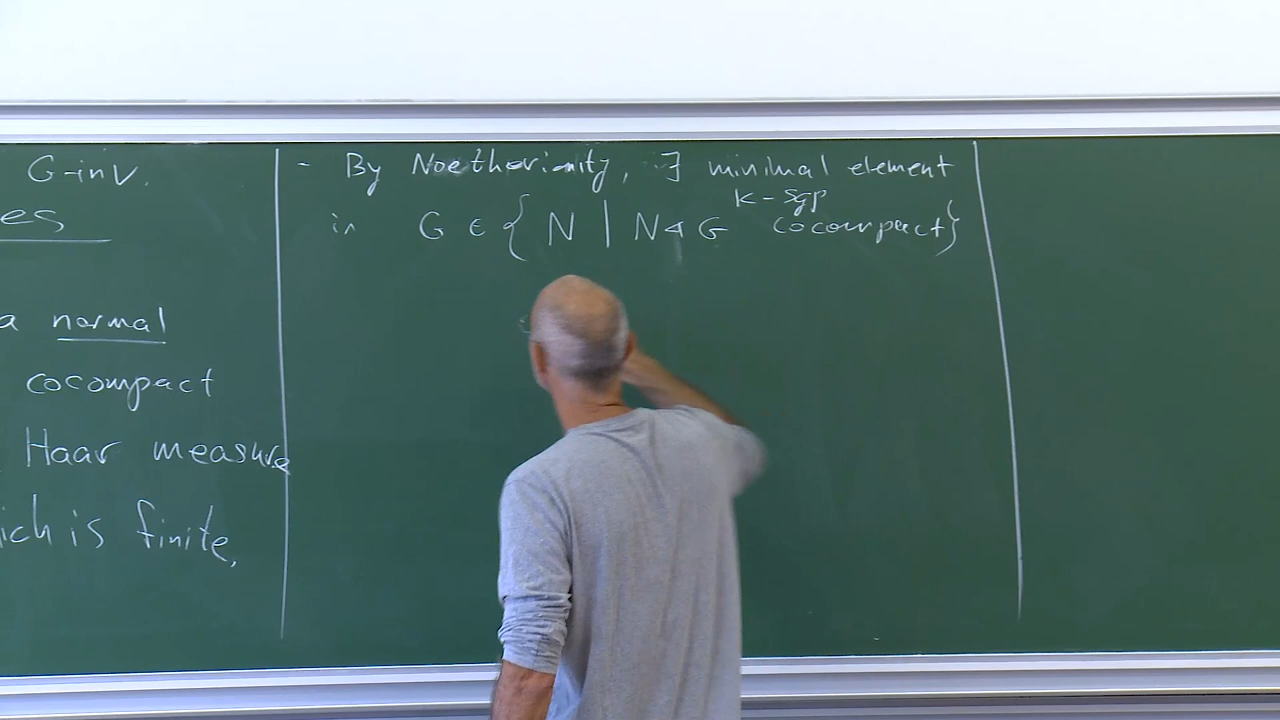 G-inv.
es
a normal
cocompact
Haar measure
ich is finite,
- By Noetherianity, ∃ minimal element
in G ∈ { N | N ◁ G k-sgp cocompact }